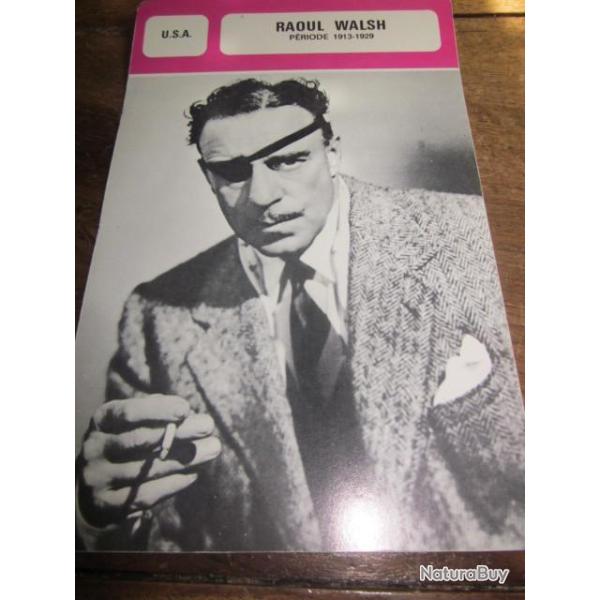 U.S.A.
RAOUL WALSH
PÉRIODE 1913-1929
NaturaBuy